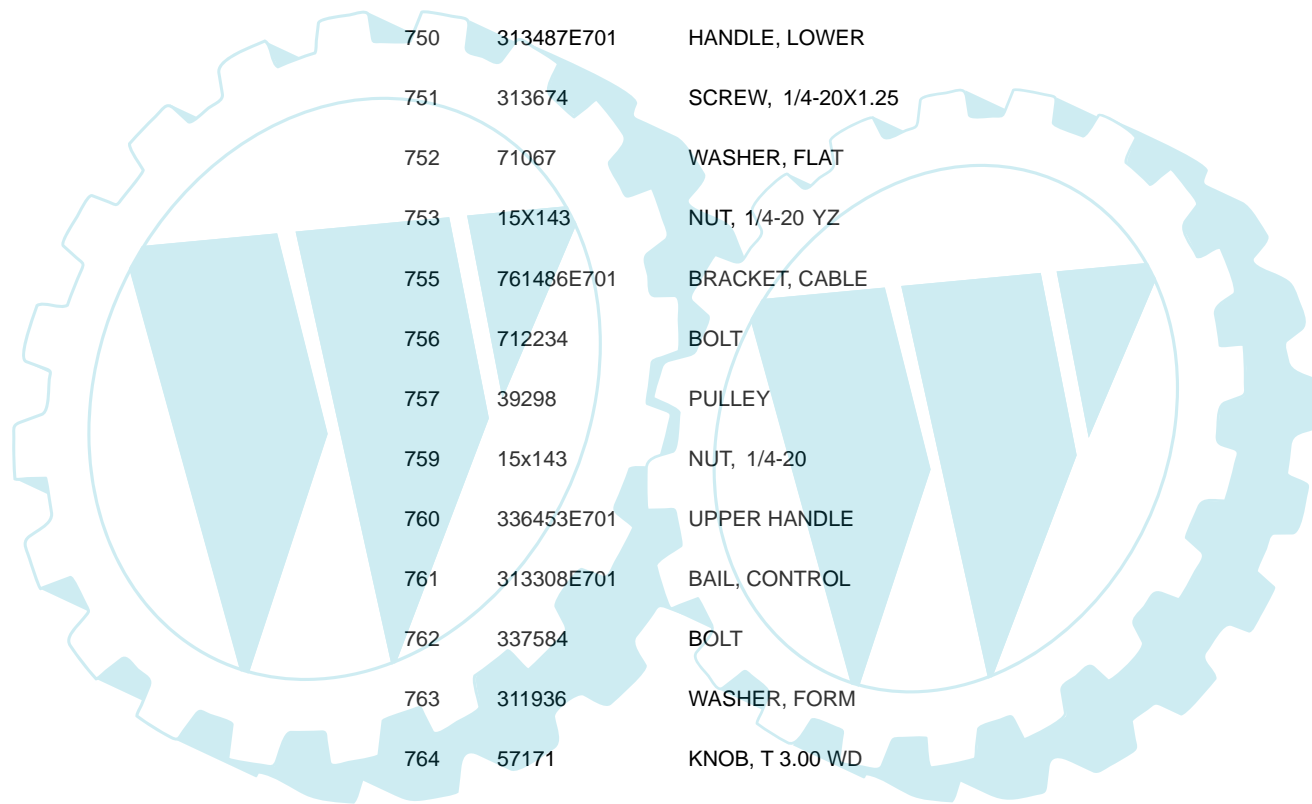 750 313487E701 HANDLE, LOWER
751 313674 SCREW, 1/4-20X1.25
752 71067 WASHER, FLAT
753 15X143 NUT, 1/4-20 YZ
755 761486E701 BRACKET, CABLE
756 712234 BOLT
757 39298 PULLEY
759 15x143 NUT, 1/4-20
760 336453E701 UPPER HANDLE
761 313308E701 BAIL, CONTROL
762 337584 BOLT
763 311936 WASHER, FORM
764 57171 KNOB, T 3.00 WD